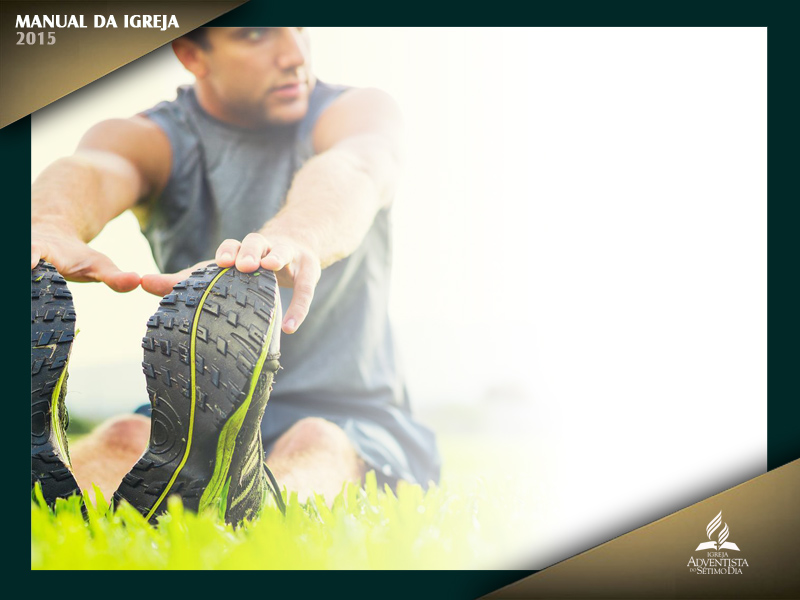 MANUAL DA IGREJA
2015
IGREJA
ADVENTISTA
DO SÉTIMO DIA